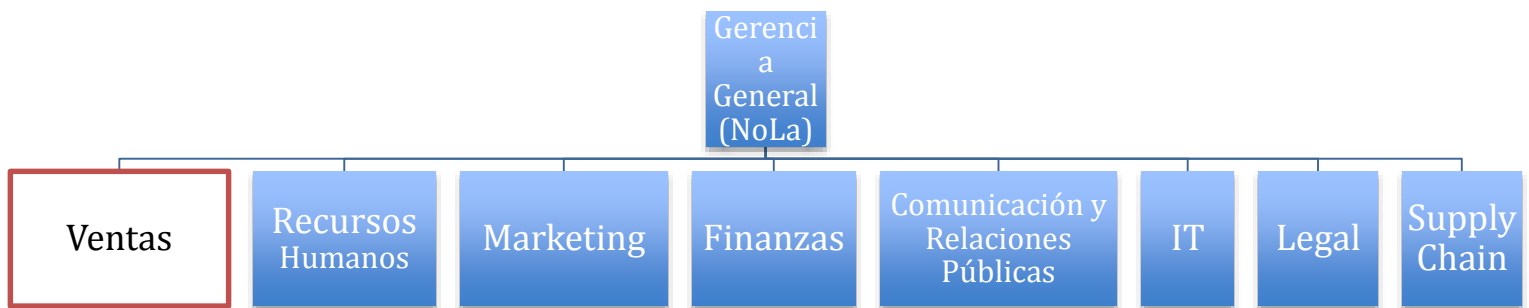 Gerenci
a
General
(NoLa)
Ventas
Recursos
Humanos
Marketing
Finanzas
Comunicación y
Relaciones
Públicas
IT
Legal
Supply
Chain